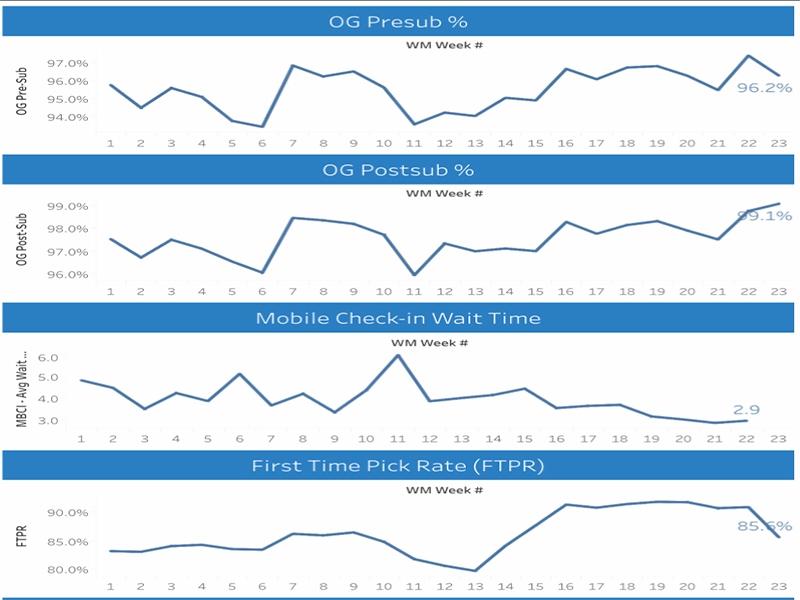 OG Presub %
WM Week #
OG Pre-Sub
97.0%
96.0%
95.0%
94.0%
96.2%
1 2 3 4 5 6 7 8 9 10 11 12 13 14 15 16 17 18 19 20 21 22 23
OG Postsub %
WM Week #
OG Post-Sub
99.0%
98.0%
97.0%
96.0%
99.1%
1 2 3 4 5 6 7 8 9 10 11 12 13 14 15 16 17 18 19 20 21 22 23
Mobile Check-in Wait Time
WM Week #
MBCI - Avg Wait ...
6.0
5.0
4.0
3.0
2.9
1 2 3 4 5 6 7 8 9 10 11 12 13 14 15 16 17 18 19 20 21 22 23
First Time Pick Rate (FTPR)
WM Week #
FTPR
90.0%
85.0%
80.0%
85.6%
1 2 3 4 5 6 7 8 9 10 11 12 13 14 15 16 17 18 19 20 21 22 23